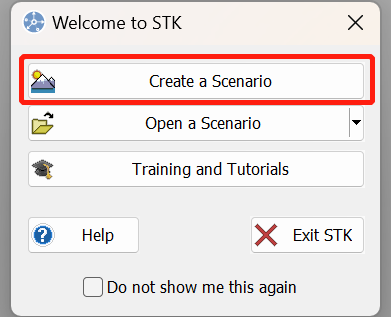 Welcome to STK
Create a Scenario
Open a Scenario
Training and Tutorials
Help
Exit STK
Do not show me this again